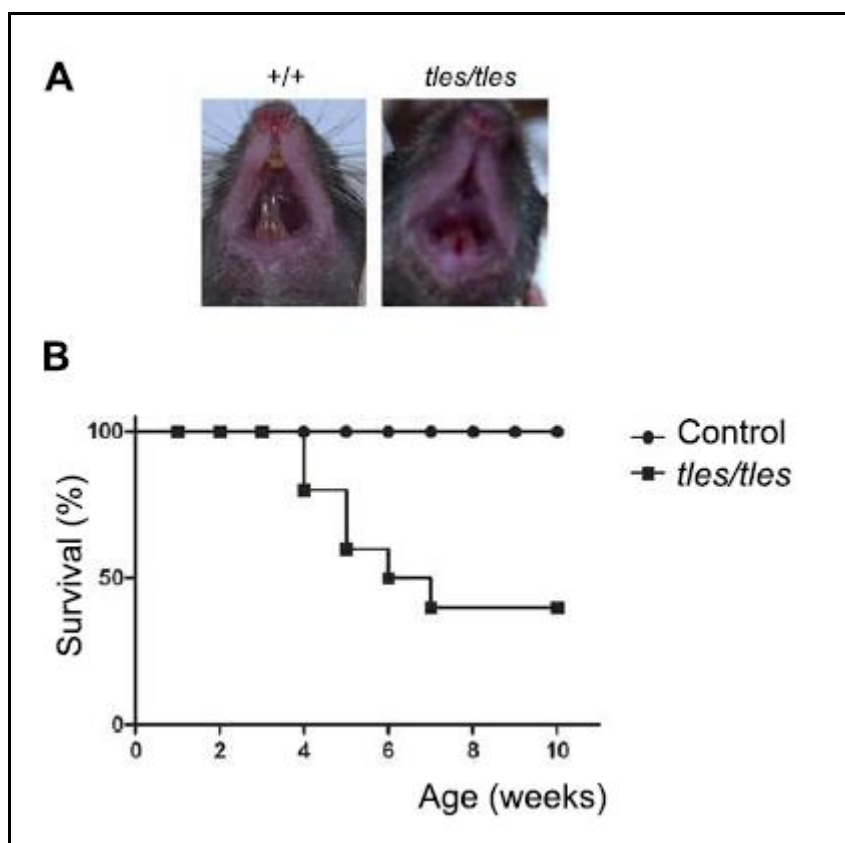 A
+/+ tles/tles
B
Survival (%)
100
50
0
0 2 4 6 8 10
Age (weeks)
Control
tles/tles